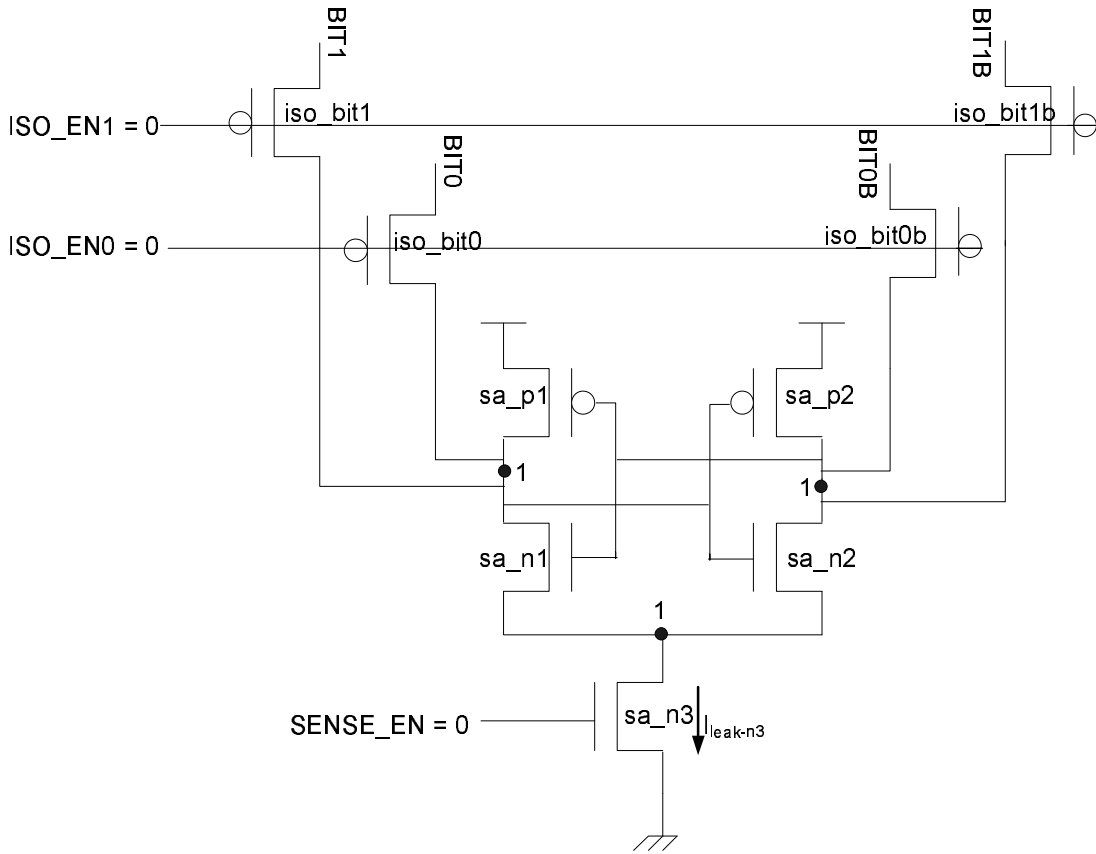 BIT1
BIT1B
iso_bit1
iso_bit1b
ISO_EN1 = 0
BIT0
BIT0B
iso_bit0
iso_bit0b
ISO_EN0 = 0
sa_p1
sa_p2
1
1
sa_n1
sa_n2
1
SENSE_EN = 0
sa_n3
Ileak-n3